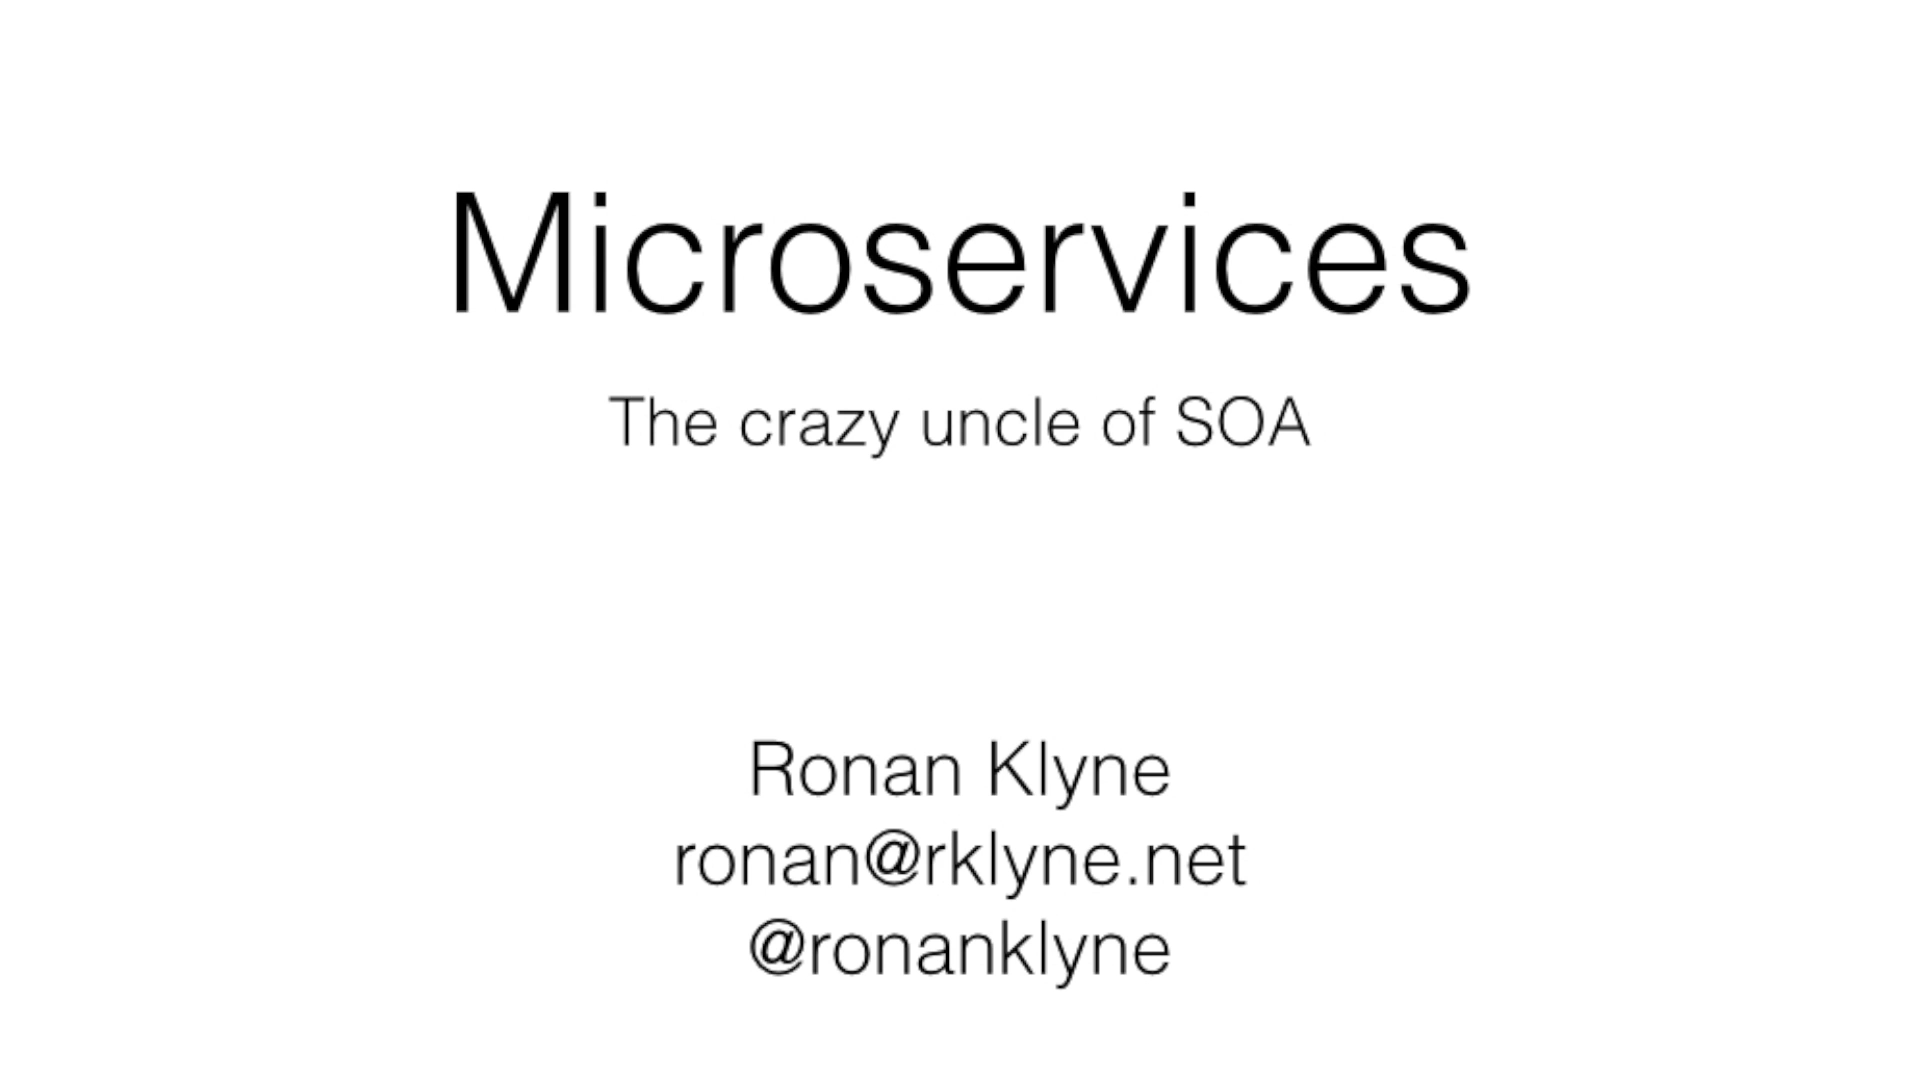 Microservices
The crazy uncle of SOA
Ronan Klyne
ronan@rklyne.net
@ronanklyne